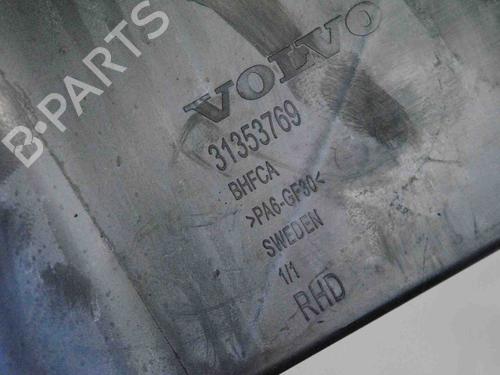 B-PARTS
VOLVO
31353769
BHFCA
>PA6-GF30<
SWEDEN
1/1
RHD